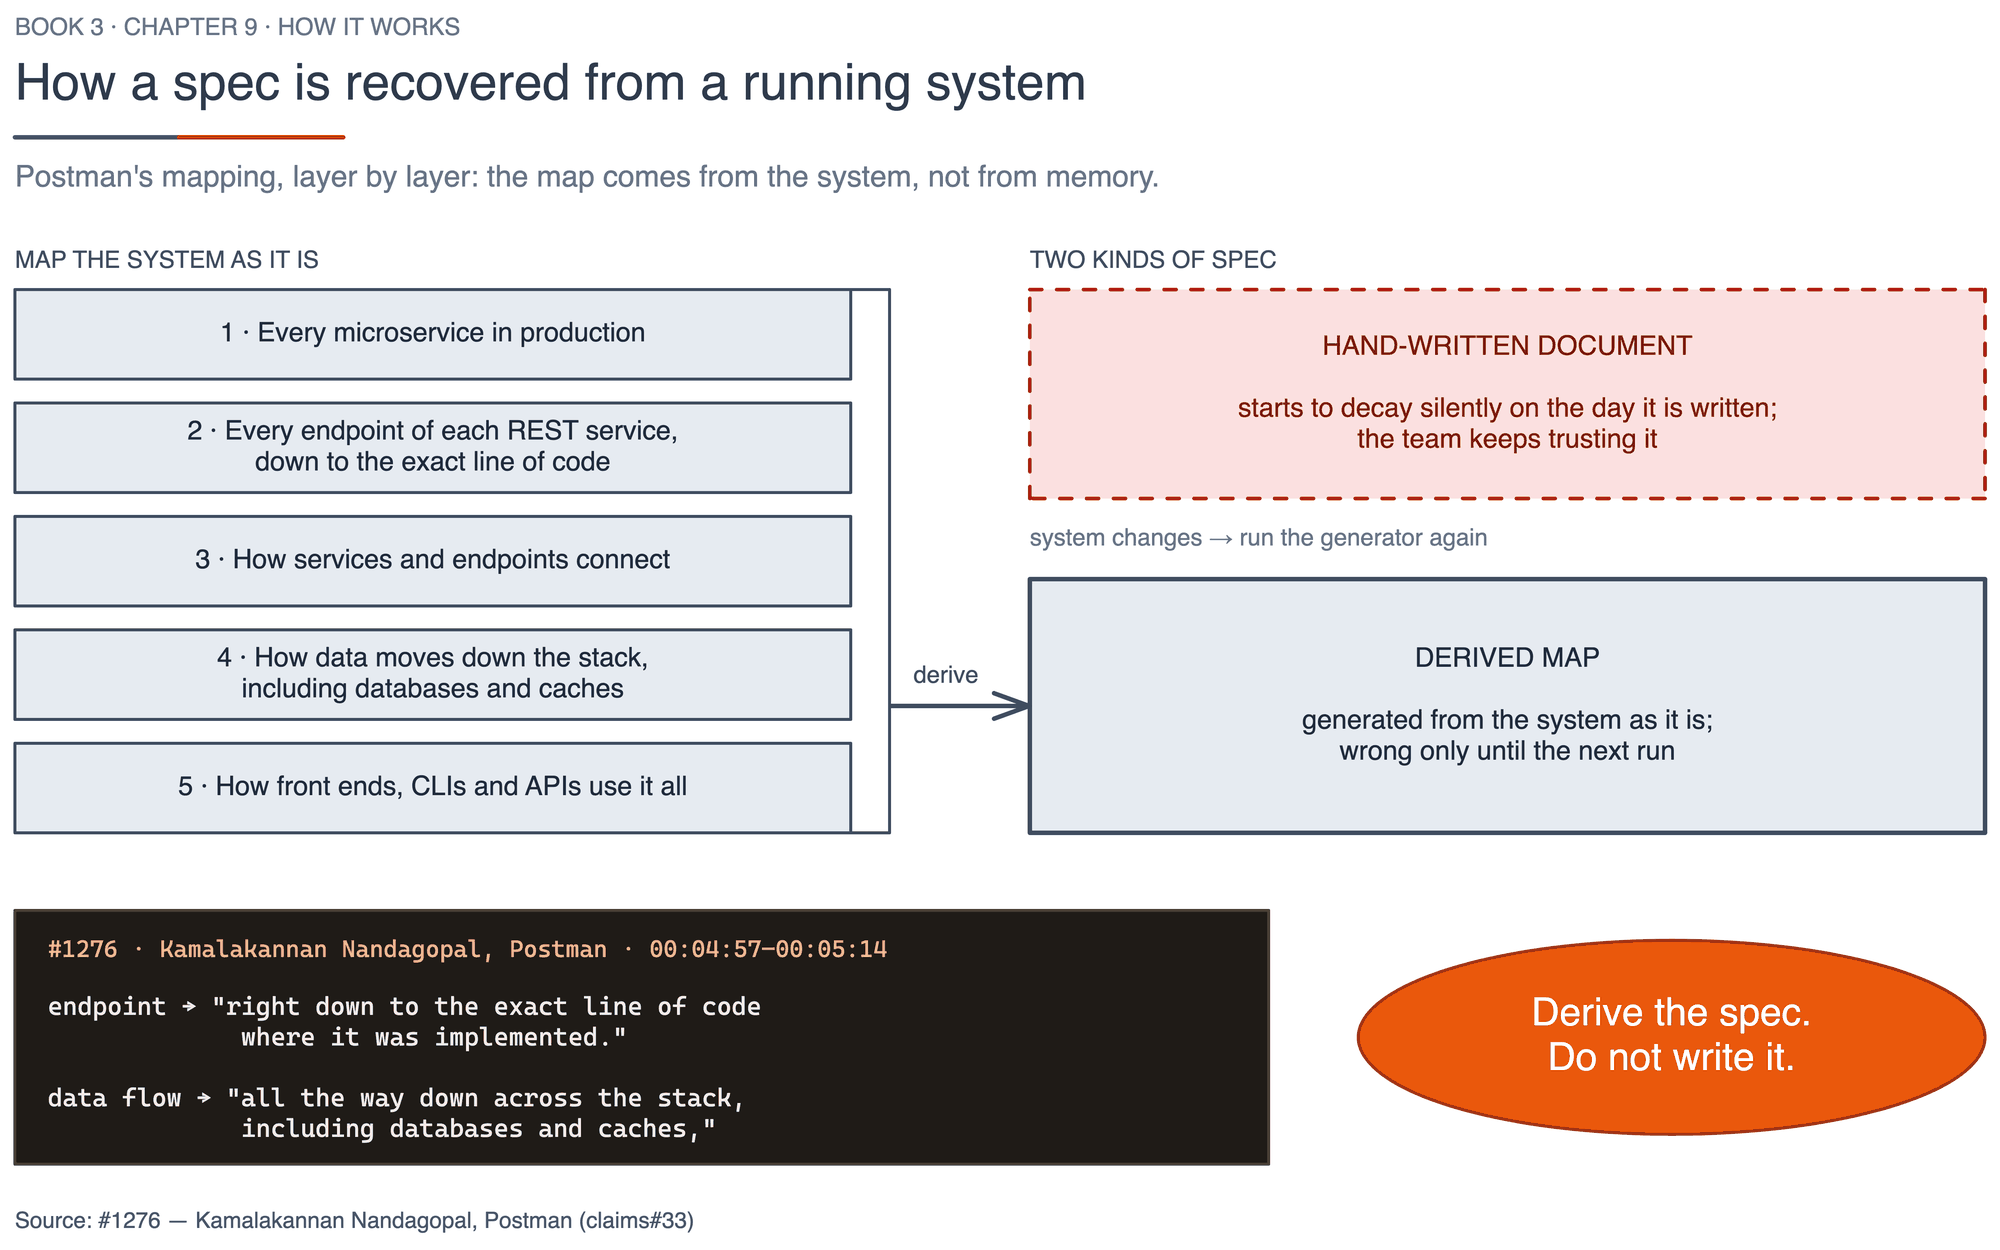 BOOK 3 · CHAPTER 9 · HOW IT WORKS
How a spec is recovered from a running system
Postman's mapping, layer by layer: the map comes from the system, not from memory.
MAP THE SYSTEM AS IT IS
1 · Every microservice in production
2 · Every endpoint of each REST service,
down to the exact line of code
3 · How services and endpoints connect
4 · How data moves down the stack,
including databases and caches
5 · How front ends, CLIs and APIs use it all
derive
TWO KINDS OF SPEC
HAND-WRITTEN DOCUMENT
starts to decay silently on the day it is written;
the team keeps trusting it
system changes → run the generator again
DERIVED MAP
generated from the system as it is;
wrong only until the next run
#1276 · Kamalakannan Nandagopal, Postman · 00:04:57–00:05:14
endpoint → "right down to the exact line of code
where it was implemented."
data flow → "all the way down across the stack,
including databases and caches,"
Derive the spec.
Do not write it.
Source: #1276 — Kamalakannan Nandagopal, Postman (claims#33)